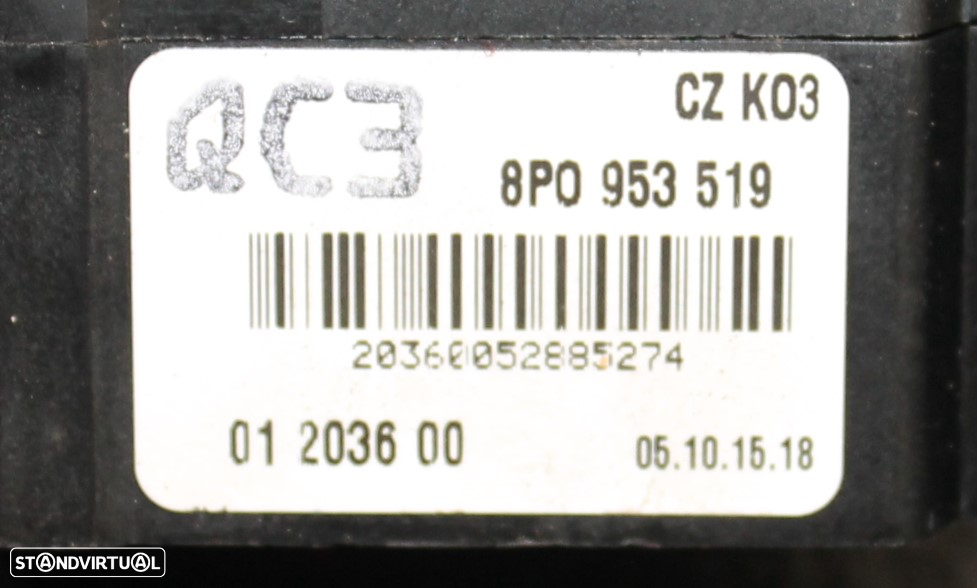 QC3
CZ K03
8P0 953 519
20360052885274
01 2036 00
05.10.15.18
STANDVIRTUAL